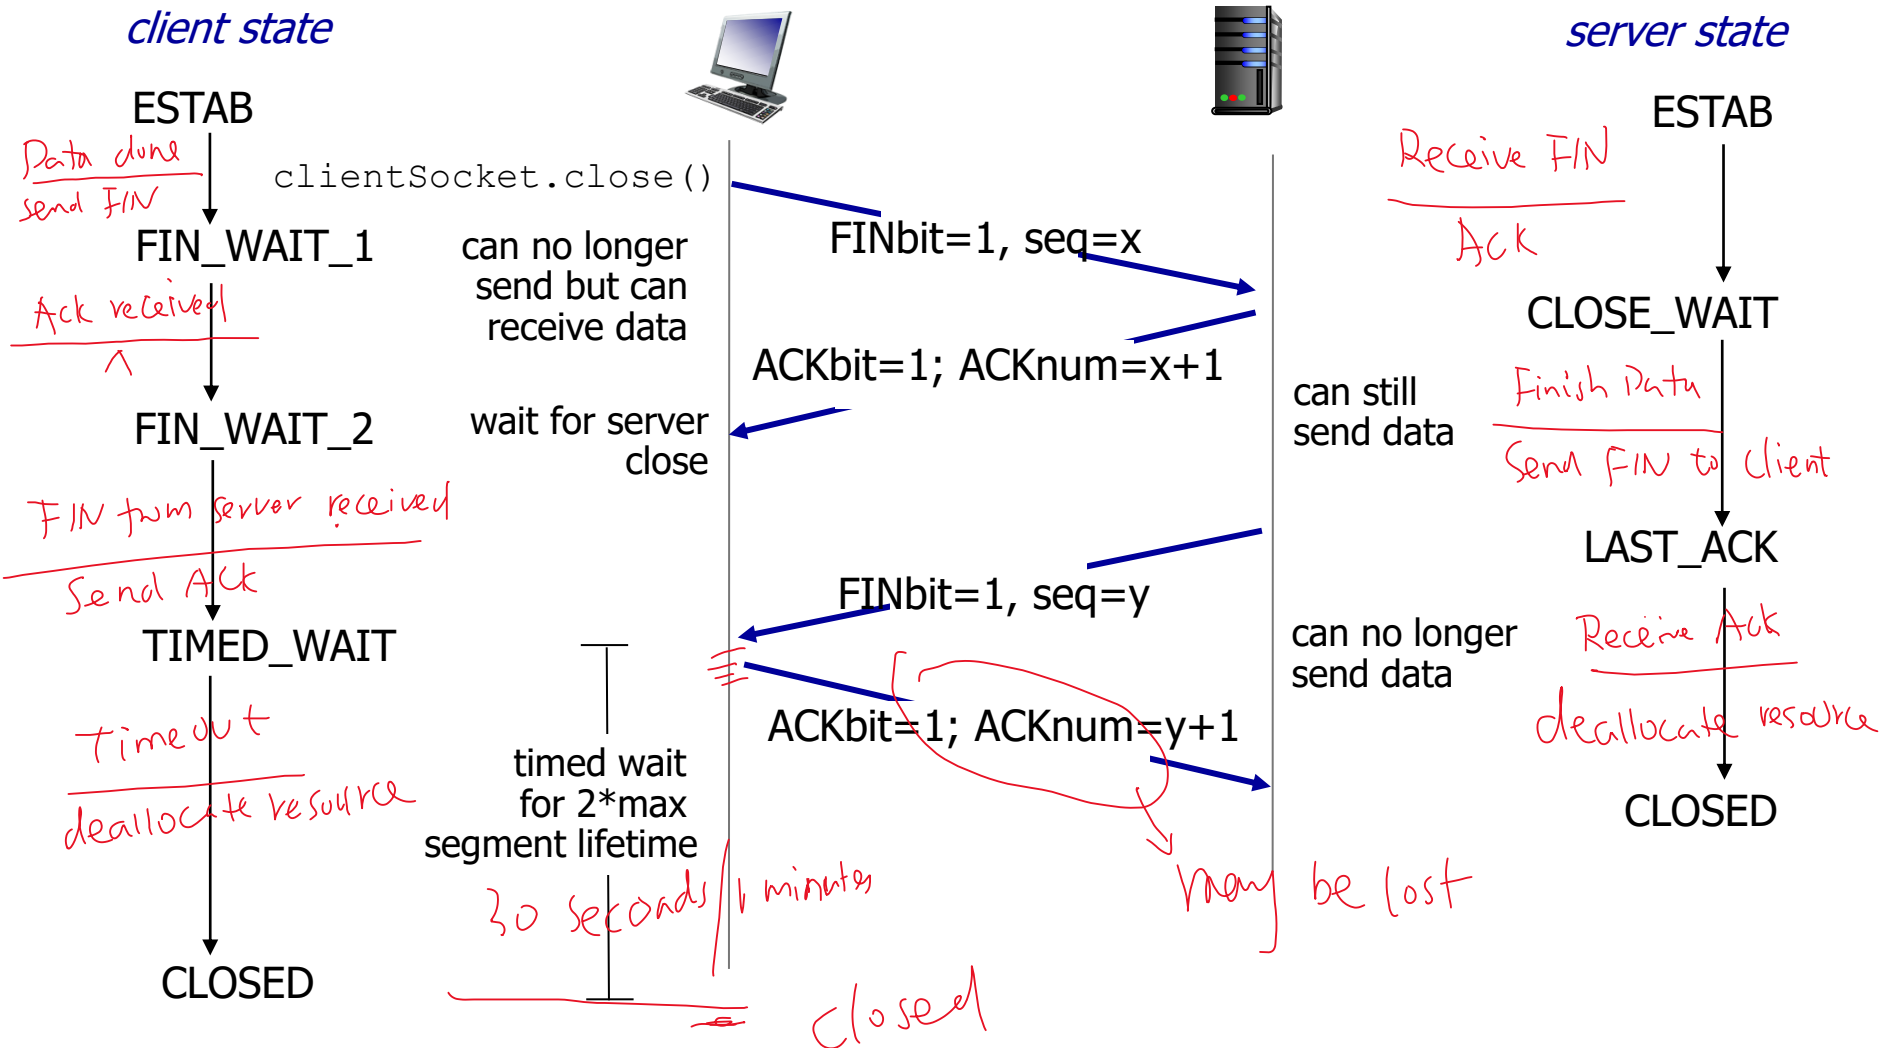 client state
server state
ESTAB
ESTAB
Data done
send FIN
clientSocket.close()
Receive FIN
Ack
FIN_WAIT_1
can no longer
send but can
receive data
FINbit=1, seq=x
Ack received
Λ
CLOSE_WAIT
ACKbit=1; ACKnum=x+1
can still
send data
Finish Data
Send FIN to client
FIN_WAIT_2
wait for server
close
FIN from server received
Send ACK
LAST_ACK
FINbit=1, seq=y
TIMED_WAIT
can no longer
send data
Receive Ack
deallocate resource
ACKbit=1; ACKnum=y+1
Timeout
deallocate resource
timed wait
for 2*max
segment lifetime
CLOSED
30 seconds/1 minutes
may be lost
CLOSED
closed